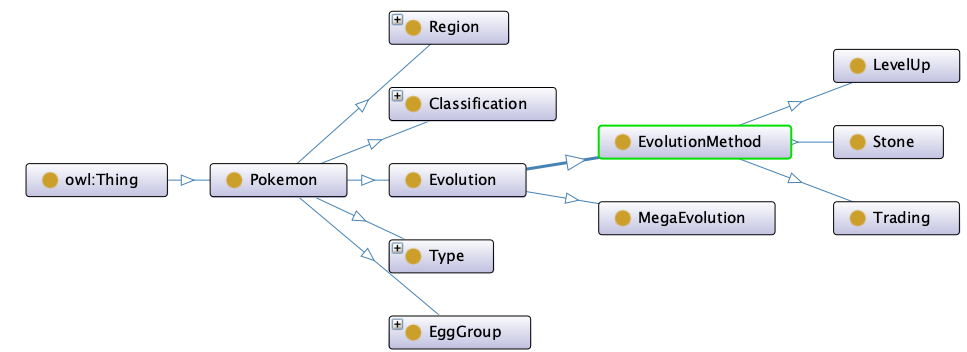 Region
LevelUp
Classification
EvolutionMethod
Stone
owl:Thing
Pokemon
Evolution
MegaEvolution
Trading
Type
EggGroup